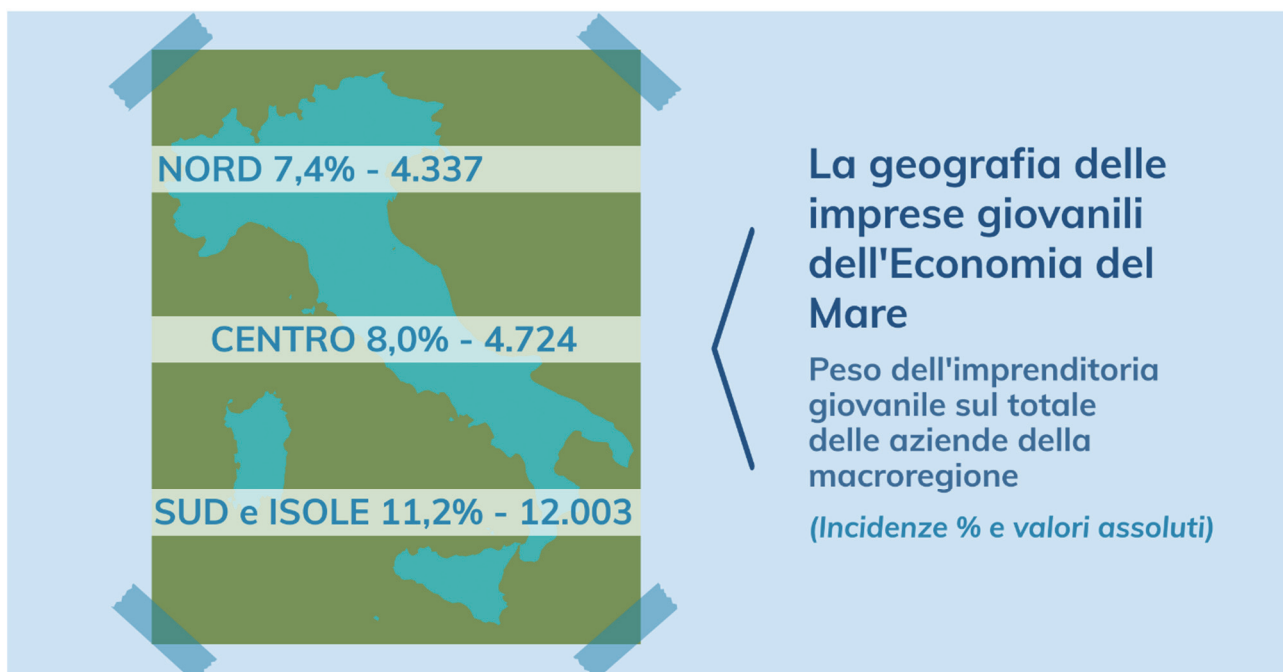 NORD 7,4% - 4.337
CENTRO 8,0% - 4.724
SUD e ISOLE 11,2% - 12.003
La geografia delle
imprese giovanili
dell'Economia del
Mare
Peso dell'imprenditoria
giovanile sul totale
delle aziende della
macroregione
(Incidenze % e valori assoluti)